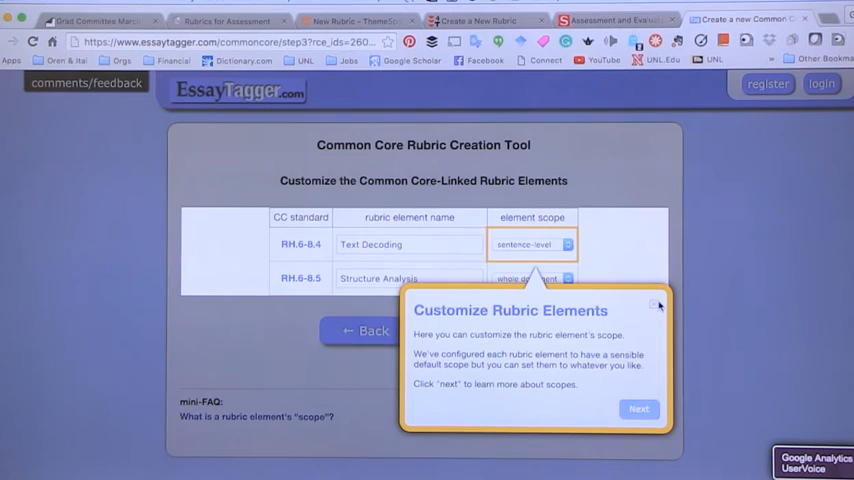 Grad Committee Marcin
Rubrics for Assessment
New Rubric – ThemeSp
Create a New Rubric
Assessment and Evalua
Create a new Common C
https://www.essaytagger.com/commoncore/step3?rce_ids=260...
Apps
Oren & Itai
Financial
Dictionary.com
UNL
Jobs
Google Scholar
Facebook
Connect
YouTube
UNL.Edu
UNL
»
Other Bookma
comments/feedback
EssayTagger.com
register
login
Common Core Rubric Creation Tool
Customize the Common Core-Linked Rubric Elements
CC standard rubric element name element scope
RH.6-8.4 Text Decoding sentence-level
RH.6-8.5 Structure Analysis whole document
Customize Rubric Elements
Here you can customize the rubric element's scope.
We've configured each rubric element to have a sensible
default scope but you can set them to whatever you like.
Click "next" to learn more about scopes.
Next
← Back
mini-FAQ:
What is a rubric element's "scope"?
Google Analytics
UserVoice